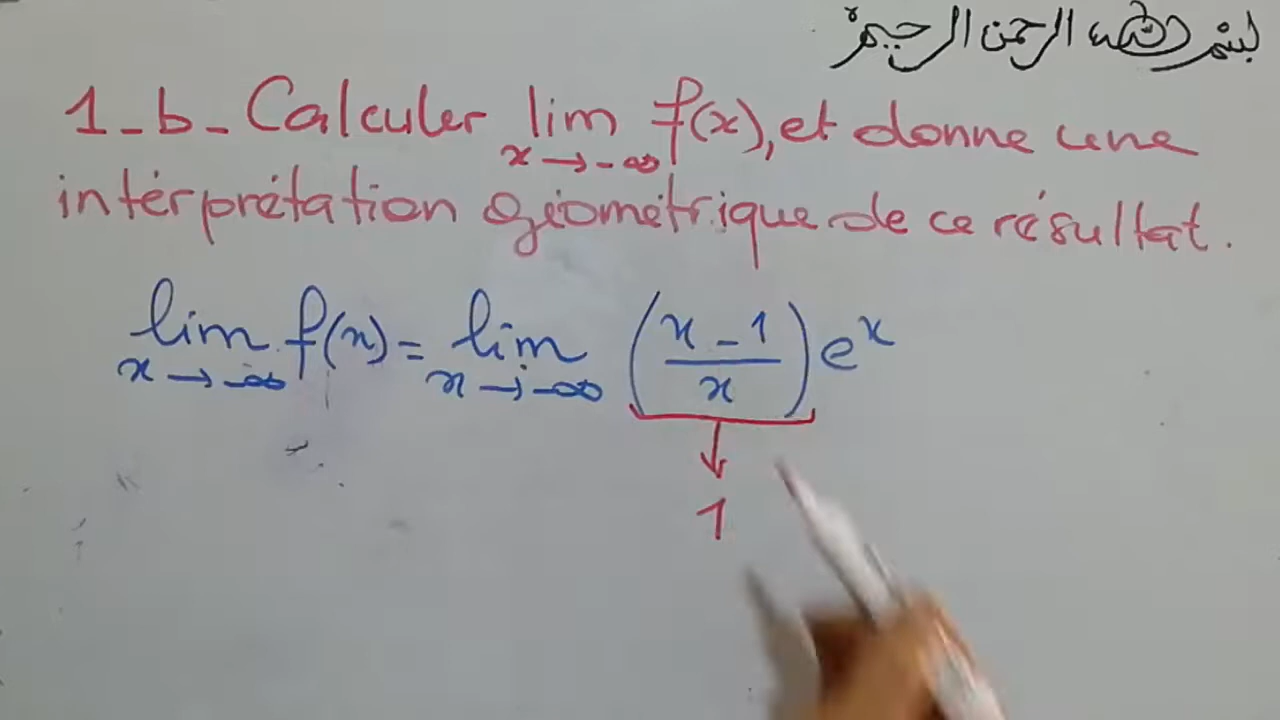 بسم الله الرحمن الرحيم
1-b- Calculer lim f(x), et donne une
x → -∞
intérprétation géométrique de ce résultat.
lim f(x) = lim (x - 1 / x) e^x
x → -∞ x → -∞
↓
1